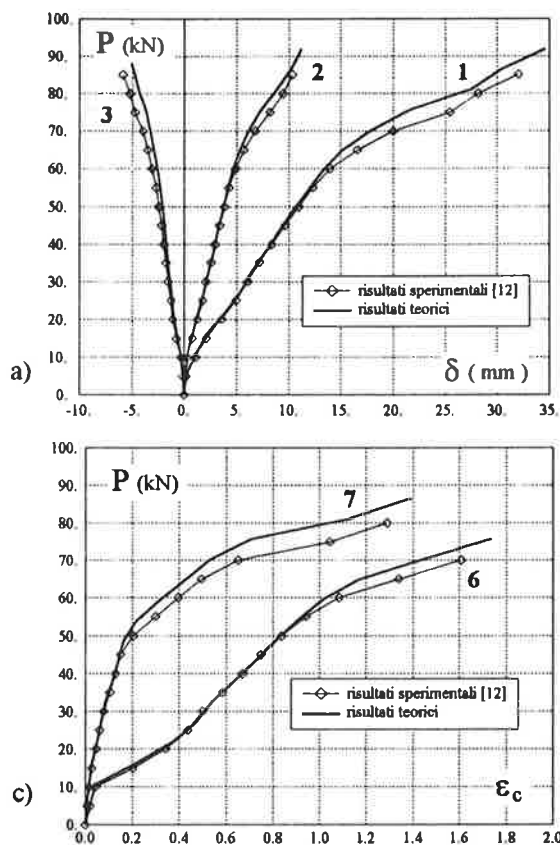 100.
P (kN)
90.
80.
70.
60.
50.
40.
30.
20.
10.
0.
3
2
1
risultati sperimentali [12]
risultati teorici
a)
δ (mm)
-10. -5. 0. 5. 10. 15. 20. 25. 30. 35.
100.
P (kN)
90.
80.
70.
60.
50.
40.
30.
20.
10.
0.
7
6
risultati sperimentali [12]
risultati teorici
c)
εc
0.0 0.2 0.4 0.6 0.8 1.0 1.2 1.4 1.6 1.8 2.0